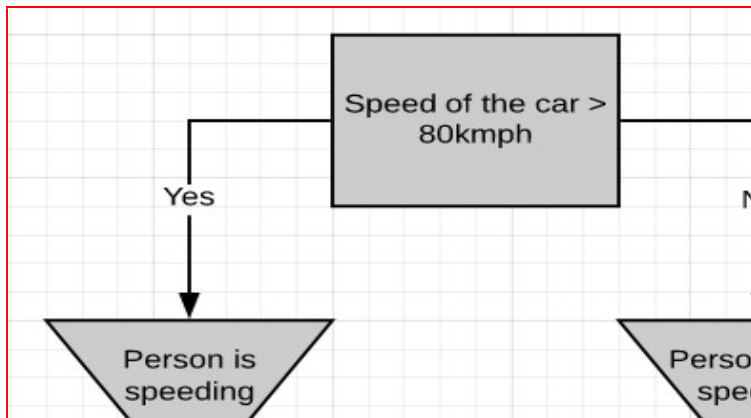 Speed of the car >
80kmph
Yes
Person is
speeding